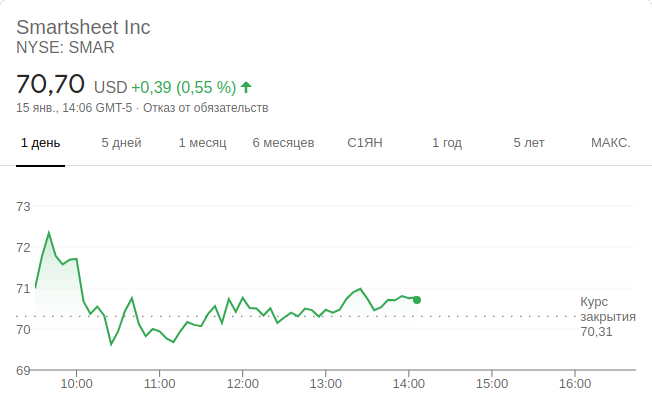 Smartsheet Inc
NYSE: SMAR
70,70 USD +0,39 (0,55 %)
15 янв., 14:06 GMT-5 · Отказ от обязательств
1 день 5 дней 1 месяц 6 месяцев С1ЯН 1 год 5 лет МАКС.
73
72
71
70
69
Курс
закрытия
70,31
10:00 11:00 12:00 13:00 14:00 15:00 16:00